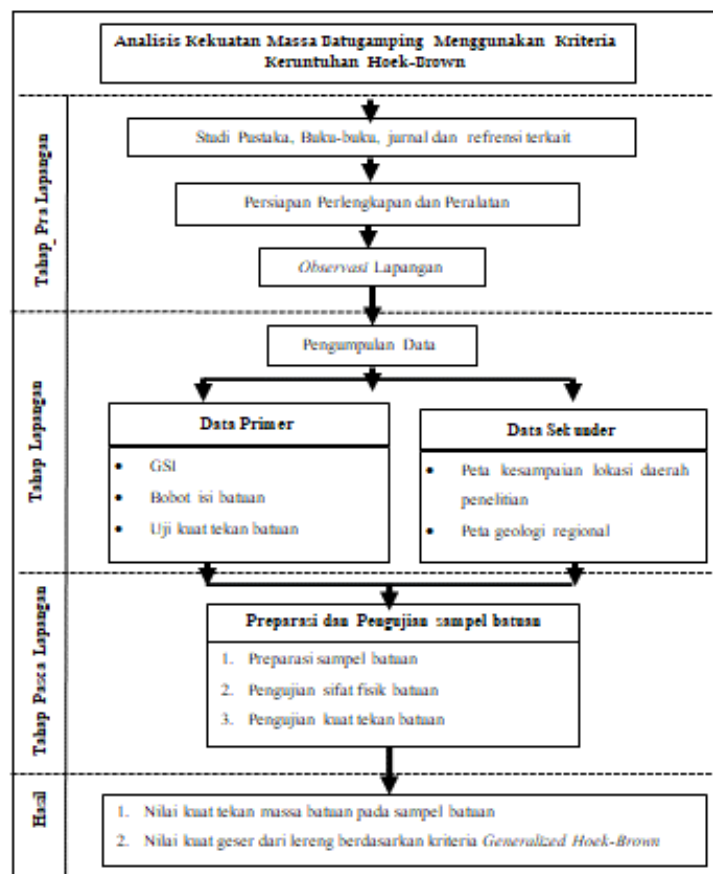 Analisis Kekuatan Massa Batugamping Menggunakan Kriteria
Keruntuhan Hoek-Brown
Tahap Pra Lapangan
Studi Pustaka, Buku-buku, jurnal dan refrensi terkait
Persiapan Perlengkapan dan Peralatan
Observasi Lapangan
Tahap Lapangan
Pengumpulan Data
Data Primer
• GSI
• Bobot isi batuan
• Uji kuat tekan batuan
Data Sekunder
• Peta kesampaian lokasi daerah
penelitian
• Peta geologi regional
Tahap Pasca Lapangan
Preparasi dan Pengujian sampel batuan
1. Preparasi sampel batuan
2. Pengujian sifat fisik batuan
3. Pengujian kuat tekan batuan
Hasil
1. Nilai kuat tekan massa batuan pada sampel batuan
2. Nilai kuat geser dari lereng berdasarkan kriteria Generalized Hoek-Brown